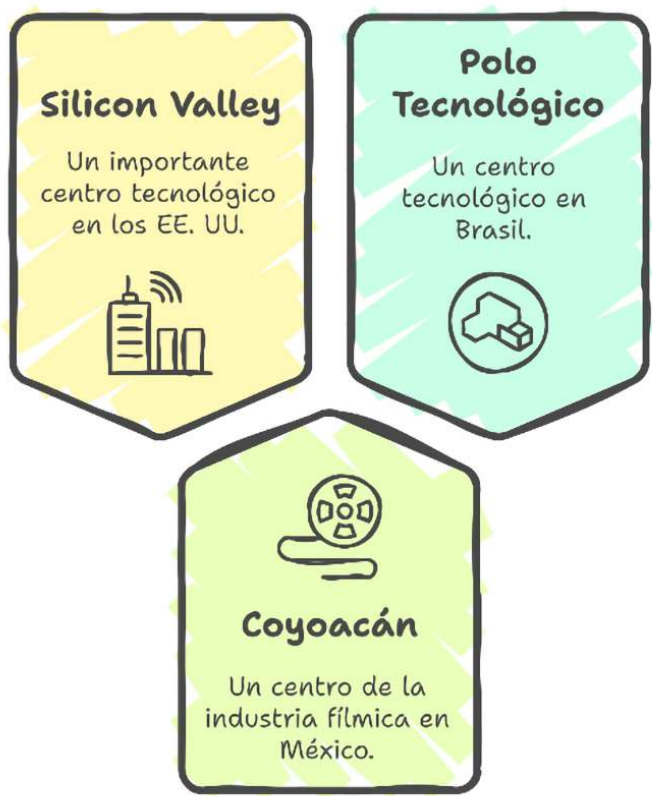 Silicon Valley
Un importante
centro tecnológico
en los EE. UU.
Polo
Tecnológico
Un centro
tecnológico en
Brasil.
Coyoacán
Un centro de la
industria fílmica en
México.